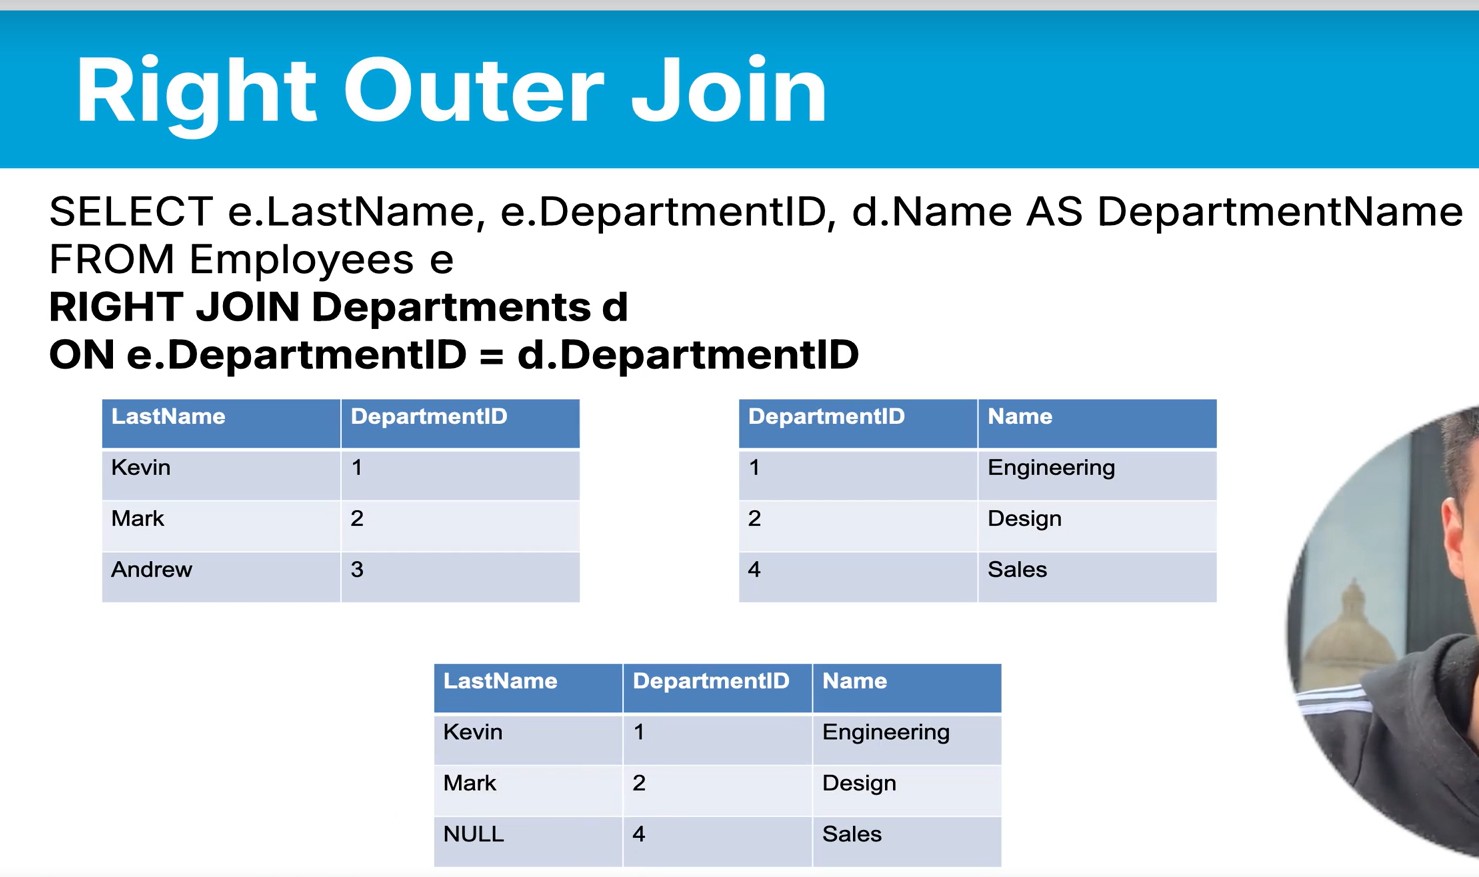 Right Outer Join
SELECT e.LastName, e.DepartmentID, d.Name AS DepartmentName
FROM Employees e
RIGHT JOIN Departments d
ON e.DepartmentID = d.DepartmentID
LastName DepartmentID
Kevin 1
Mark 2
Andrew 3
DepartmentID Name
1 Engineering
2 Design
4 Sales
LastName DepartmentID Name
Kevin 1 Engineering
Mark 2 Design
NULL 4 Sales